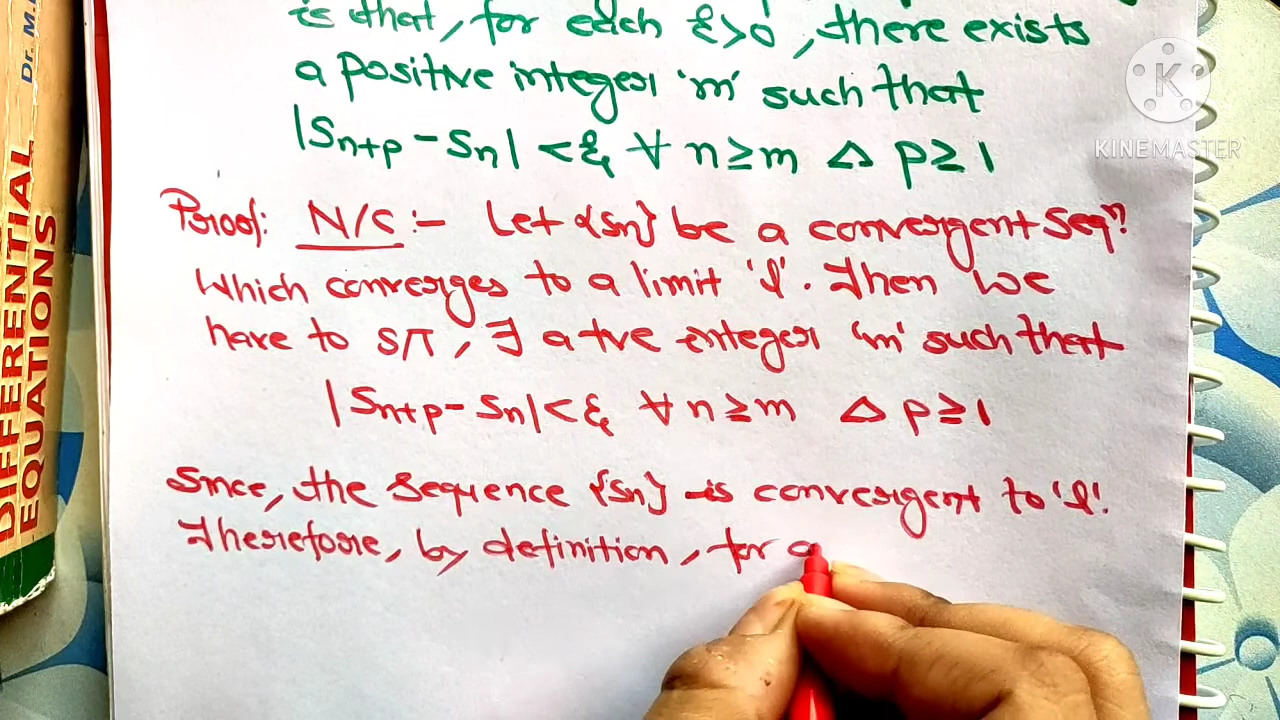 is that, for each ε>0, there exists
a positive integer 'm' such that
|Sn+p - Sn| < ε ∀ n ≥ m & p ≥ 1
Proof: N/C :- Let {Sn} be a convergent Seqⁿ.
Which converges to a limit 'l'. Then we
have to S/T, ∃ a +ve integer 'm' such that
|Sn+p - Sn| < ε ∀ n ≥ m & p ≥ 1
Since, the sequence {Sn} is convergent to 'l'.
Therefore, by definition, for a
DIFFERENTIAL
EQUATIONS
Dr. M.
K
KINEMASTER